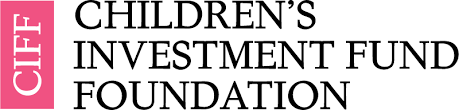 CIFF
CHILDREN'S
INVESTMENT FUND
FOUNDATION